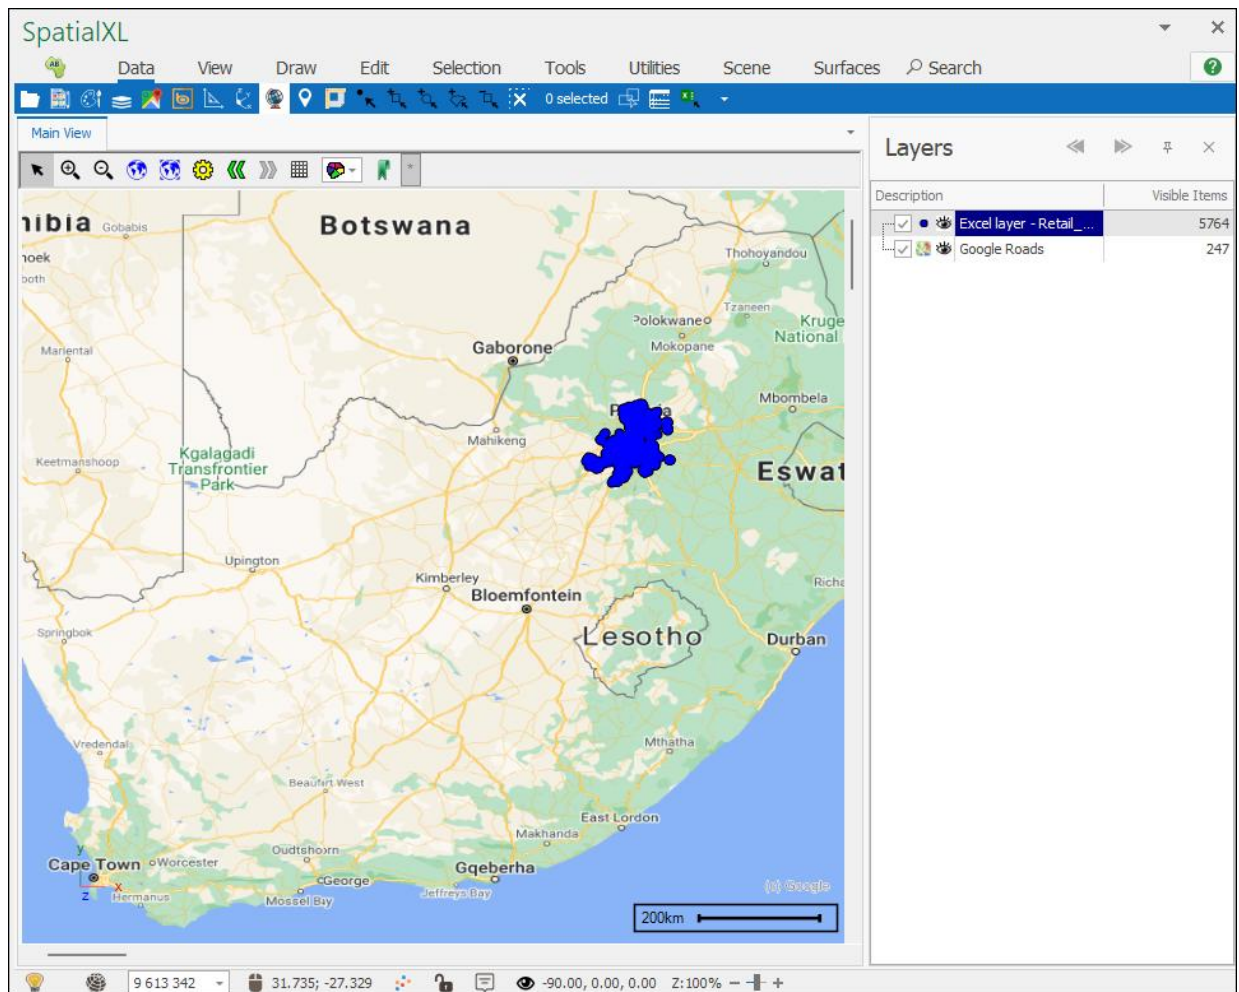 SpatialXL
AB Data View Draw Edit Selection Tools Utilities Scene Surfaces Search ?
0 selected
Main View
Layers
Description Visible Items
Excel layer - Retail_... 5764
Google Roads 247
nibia Gobabis Botswana
hoek
both
Thohoyandou
Tzaneen
Polokwane Kruge
National
Mokopane
Mariental
Gaborone
Mbombela
P a
Mahikeng
Kgalagadi
Transfrontier
Park
Keetmanshoop
Eswat
Upington
Kimberley
Bloemfontein
Richa
Springbok
Lesotho
Durban
Vredendal
Mthatha
Beaufort West
East London
Makhanda
Oudtshoorn
Cape Town Worcester
Gqeberha
George
Hermanus Mossel Bay Jeffreys Bay
y
x
z
(c) Google
200km
9 613 342 31.735; -27.329 -90.00, 0.00, 0.00 Z:100% − +